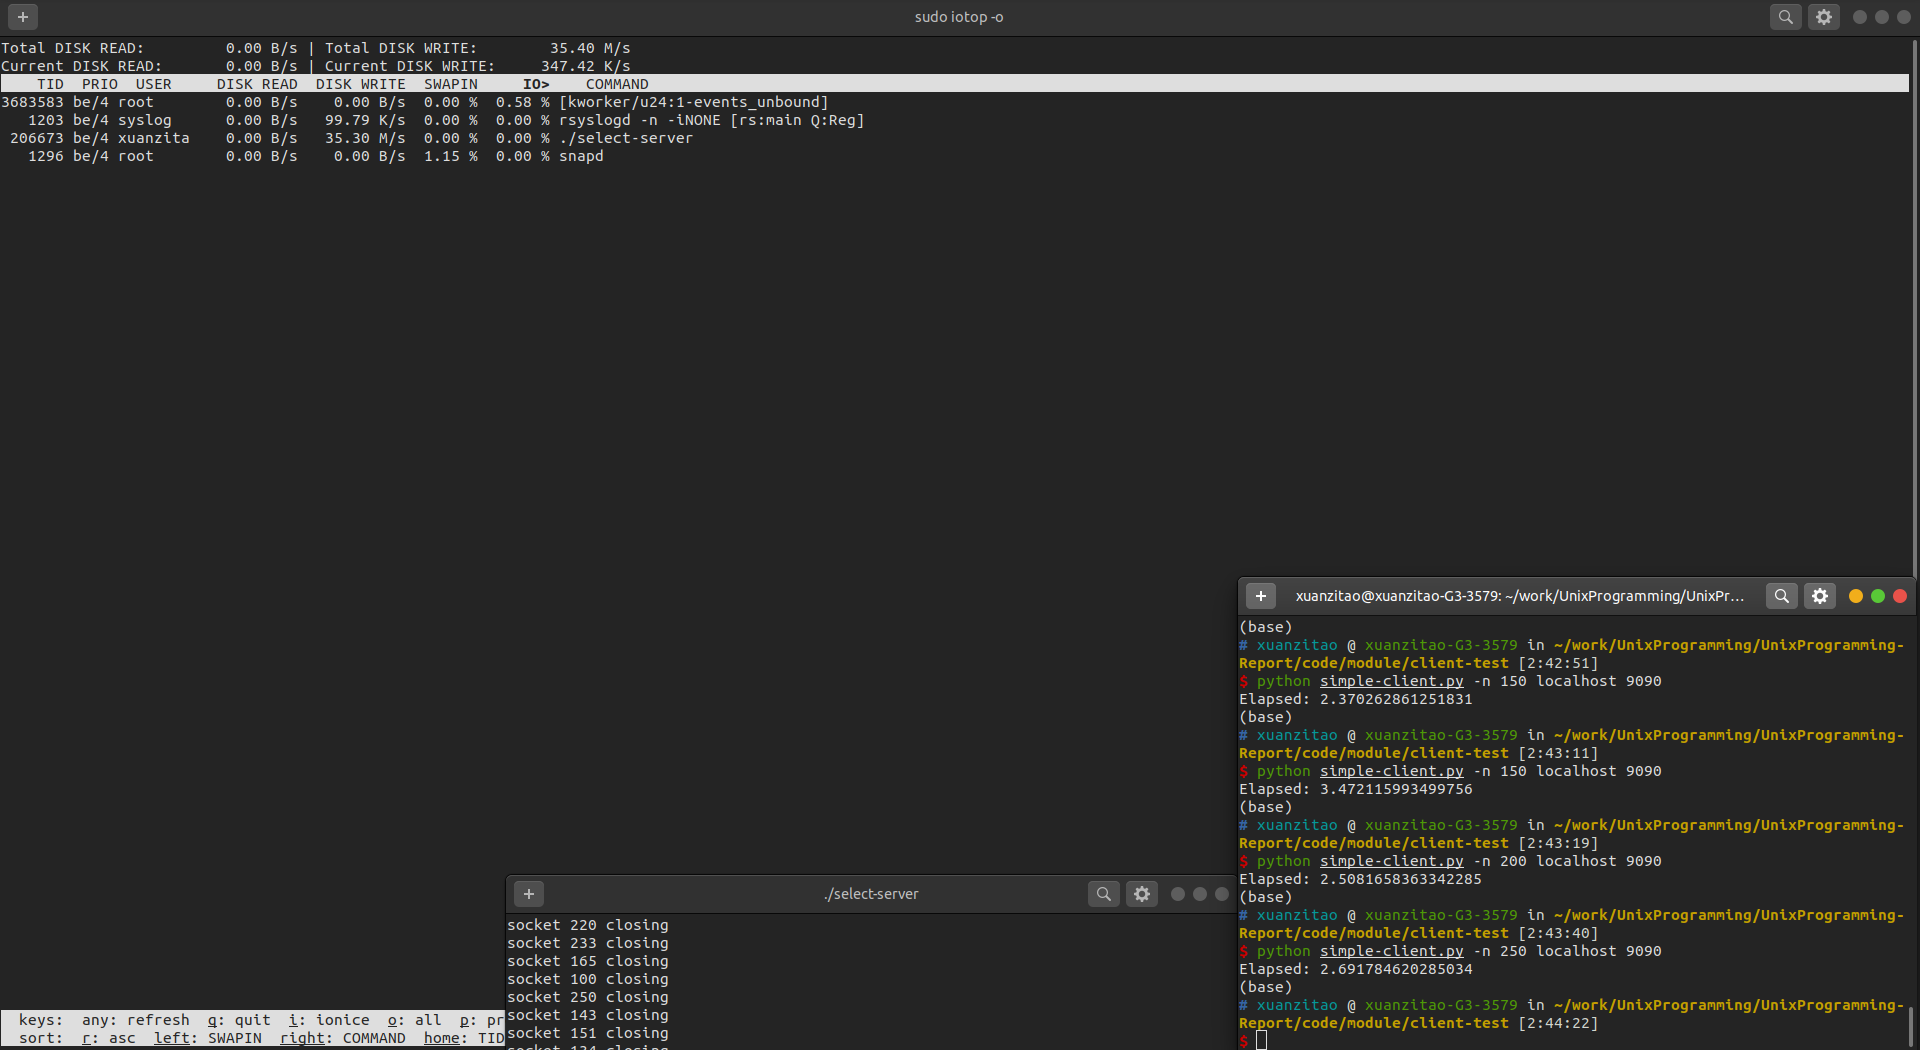 sudo iotop -o
Total DISK READ:         0.00 B/s | Total DISK WRITE:        35.40 M/s
Current DISK READ:       0.00 B/s | Current DISK WRITE:     347.42 K/s
    TID  PRIO  USER     DISK READ  DISK WRITE  SWAPIN     IO>    COMMAND
3683583 be/4 root        0.00 B/s    0.00 B/s  0.00 %  0.58 % [kworker/u24:1-events_unbound]
   1203 be/4 syslog      0.00 B/s   99.79 K/s  0.00 %  0.00 % rsyslogd -n -iNONE [rs:main Q:Reg]
 206673 be/4 xuanzita    0.00 B/s   35.30 M/s  0.00 %  0.00 % ./select-server
   1296 be/4 root        0.00 B/s    0.00 B/s  1.15 %  0.00 % snapd
  keys:  any: refresh  q: quit  i: ionice  o: all  p: pr
  sort:  r: asc  left: SWAPIN  right: COMMAND  home: TID
./select-server
socket 220 closing
socket 233 closing
socket 165 closing
socket 100 closing
socket 250 closing
socket 143 closing
socket 151 closing
socket 134 closing
xuanzitao@xuanzitao-G3-3579: ~/work/UnixProgramming/UnixPr...
(base)
# xuanzitao @ xuanzitao-G3-3579 in ~/work/UnixProgramming/UnixProgramming-
Report/code/module/client-test [2:42:51]
$ python simple-client.py -n 150 localhost 9090
Elapsed: 2.370262861251831
(base)
# xuanzitao @ xuanzitao-G3-3579 in ~/work/UnixProgramming/UnixProgramming-
Report/code/module/client-test [2:43:11]
$ python simple-client.py -n 150 localhost 9090
Elapsed: 3.472115993499756
(base)
# xuanzitao @ xuanzitao-G3-3579 in ~/work/UnixProgramming/UnixProgramming-
Report/code/module/client-test [2:43:19]
$ python simple-client.py -n 200 localhost 9090
Elapsed: 2.5081658363342285
(base)
# xuanzitao @ xuanzitao-G3-3579 in ~/work/UnixProgramming/UnixProgramming-
Report/code/module/client-test [2:43:40]
$ python simple-client.py -n 250 localhost 9090
Elapsed: 2.691784620285034
(base)
# xuanzitao @ xuanzitao-G3-3579 in ~/work/UnixProgramming/UnixProgramming-
Report/code/module/client-test [2:44:22]
$